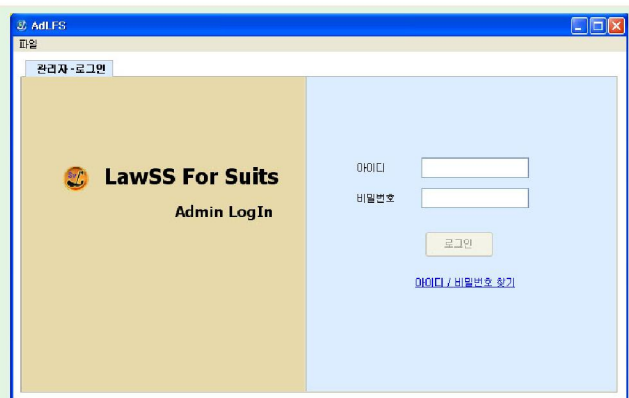 AdLFS
파일
관리자-로그인
LawSS For Suits
Admin LogIn
아이디
비밀번호
로그인
아이디 / 비밀번호 찾기